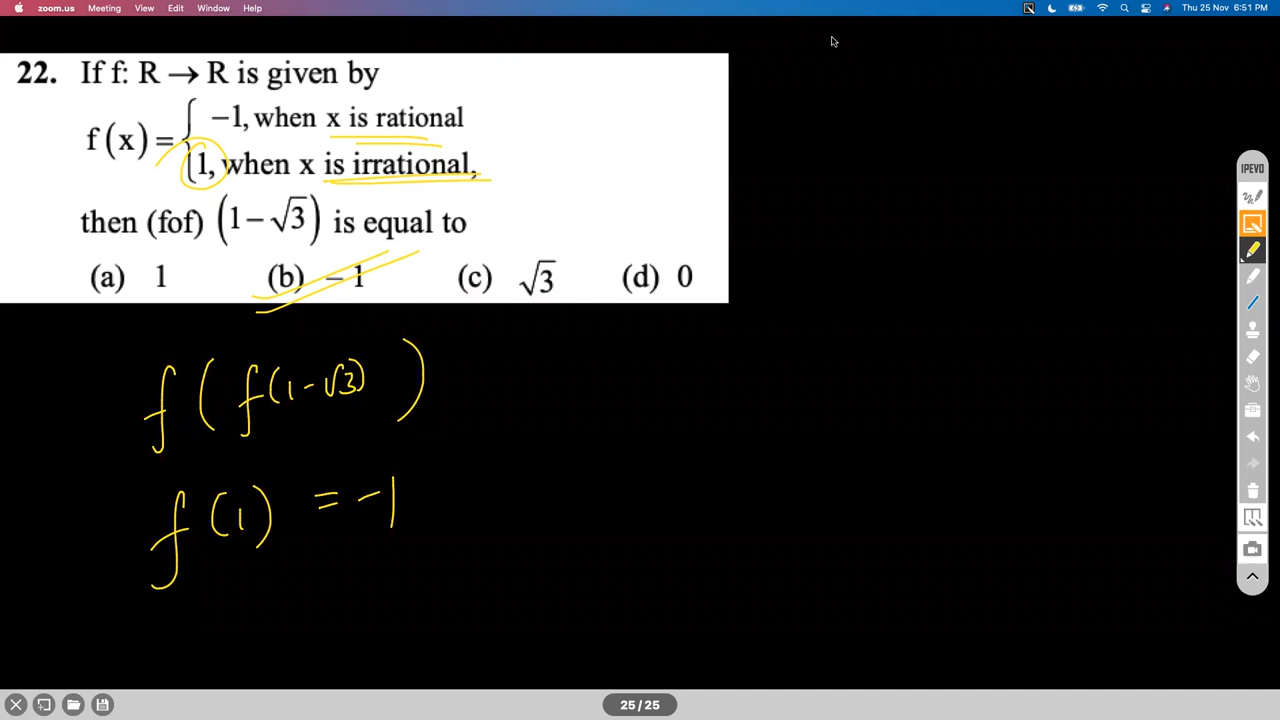 zoom.us Meeting View Edit Window Help Thu 25 Nov 6:51 PM
22. If f: R → R is given by
f(x) = { −1, when x is rational
1, when x is irrational,
then (fof) (1−√3) is equal to
(a) 1 (b) −1 (c) √3 (d) 0
f(f(1-√3))
f(1) = -1
IPEVO
25/25